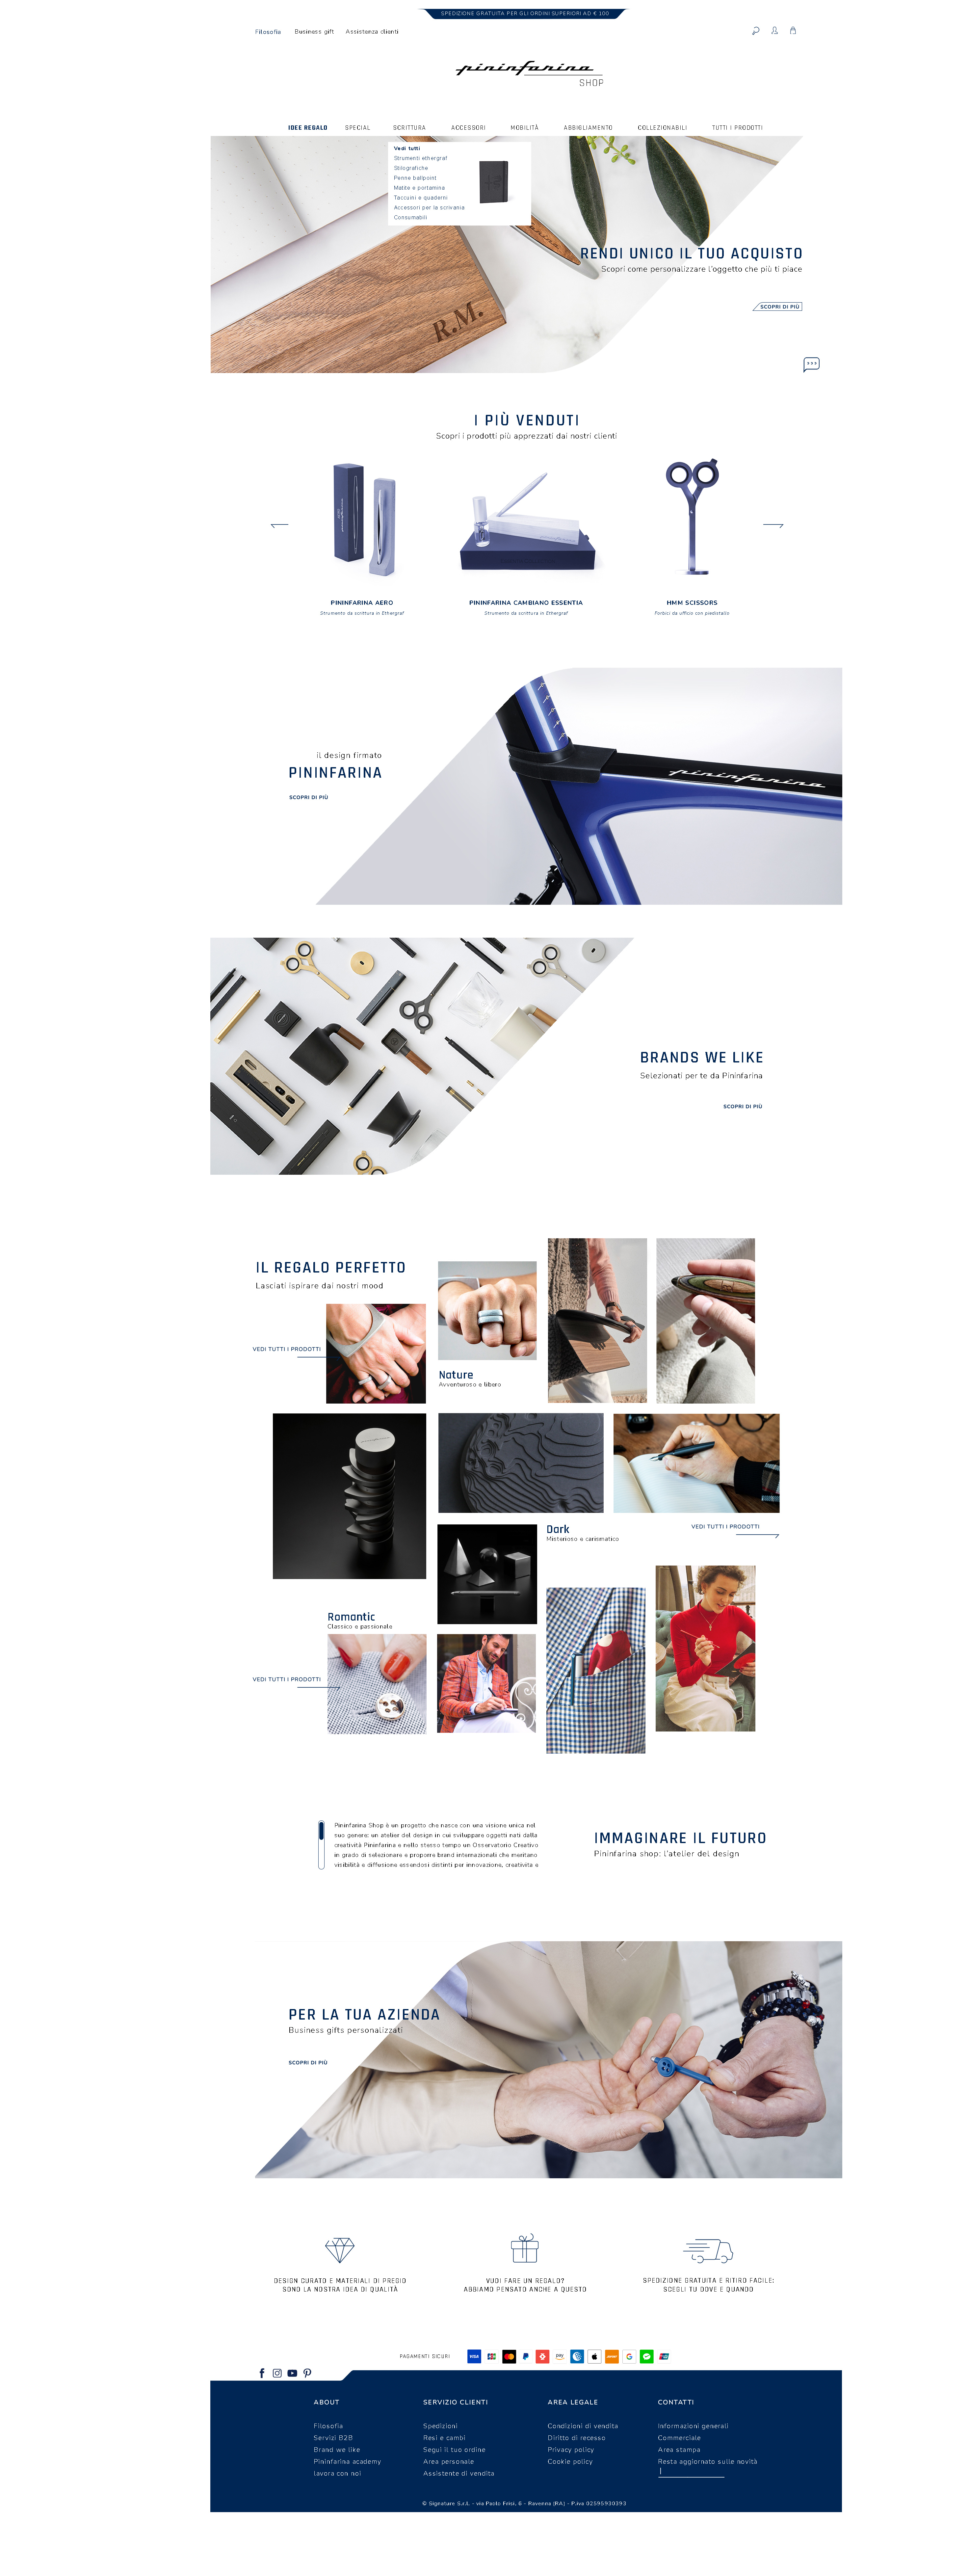 SPEDIZIONE GRATUITA PER GLI ORDINI SUPERIORI AD € 100
Filosofia
Business gift
Assistenza clienti
pininfarina
SHOP
IDEE REGALO
SPECIAL
SCRITTURA
ACCESSORI
MOBILITÀ
ABBIGLIAMENTO
COLLEZIONABILI
TUTTI I PRODOTTI
Vedi tutti
Strumenti ethergraf
Stilografiche
Penne ballpoint
Matite e portamina
Taccuini e quaderni
Accessori per la scrivania
Consumabili
R.M.
RENDI UNICO IL TUO ACQUISTO
Scopri come personalizzare l'oggetto che più ti piace
SCOPRI DI PIÙ
I PIÙ VENDUTI
Scopri i prodotti più apprezzati dai nostri clienti
PININFARINA AERO
Strumento da scrittura in Ethergraf
PININFARINA CAMBIANO ESSENTIA
Strumento da scrittura in Ethergraf
HMM SCISSORS
Forbici da ufficio con piedistallo
il design firmato
PININFARINA
SCOPRI DI PIÙ
pininfarina
BRANDS WE LIKE
Selezionati per te da Pininfarina
SCOPRI DI PIÙ
IL REGALO PERFETTO
Lasciati ispirare dai nostri mood
VEDI TUTTI I PRODOTTI
Nature
Avventuroso e libero
Dark
Misterioso e carismatico
VEDI TUTTI I PRODOTTI
Romantic
Classico e passionale
VEDI TUTTI I PRODOTTI
Pininfarina Shop è un progetto che nasce con una visione unica nel
suo genere: un atelier del design in cui sviluppare oggetti nati dalla
creatività Pininfarina e nello stesso tempo un Osservatorio Creativo
in grado di selezionare e proporre brand internazionali che meritano
visibilità e diffusione essendosi distinti per innovazione, creatività e
IMMAGINARE IL FUTURO
Pininfarina shop: l'atelier del design
PER LA TUA AZIENDA
Business gifts personalizzati
SCOPRI DI PIÙ
DESIGN CURATO E MATERIALI DI PREGIO
SONO LA NOSTRA IDEA DI QUALITÀ
VUOI FARE UN REGALO?
ABBIAMO PENSATO ANCHE A QUESTO
SPEDIZIONE GRATUITA E RITIRO FACILE:
SCEGLI TU DOVE E QUANDO
PAGAMENTI SICURI
VISA
ABOUT
Filosofia
Servizi B2B
Brand we like
Pininfarina academy
lavora con noi
SERVIZIO CLIENTI
Spedizioni
Resi e cambi
Segui il tuo ordine
Area personale
Assistente di vendita
AREA LEGALE
Condizioni di vendita
Diritto di recesso
Privacy policy
Cookie policy
CONTATTI
Informazioni generali
Commerciale
Area stampa
Resta aggiornato sulle novità
© Signature S.r.l. - via Paolo Frisi, 6 - Ravenna (RA) - P.iva 02595930393